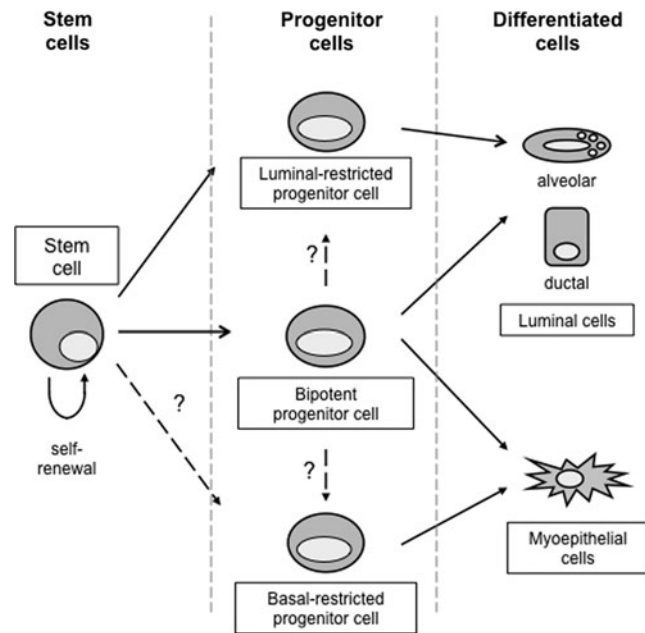 Stem
cells
Progenitor
cells
Differentiated
cells
Luminal-restricted
progenitor cell
alveolar
Stem
cell
?
ductal
Luminal cells
Bipotent
progenitor cell
?
self-
renewal
?
Myoepithelial
cells
Basal-restricted
progenitor cell